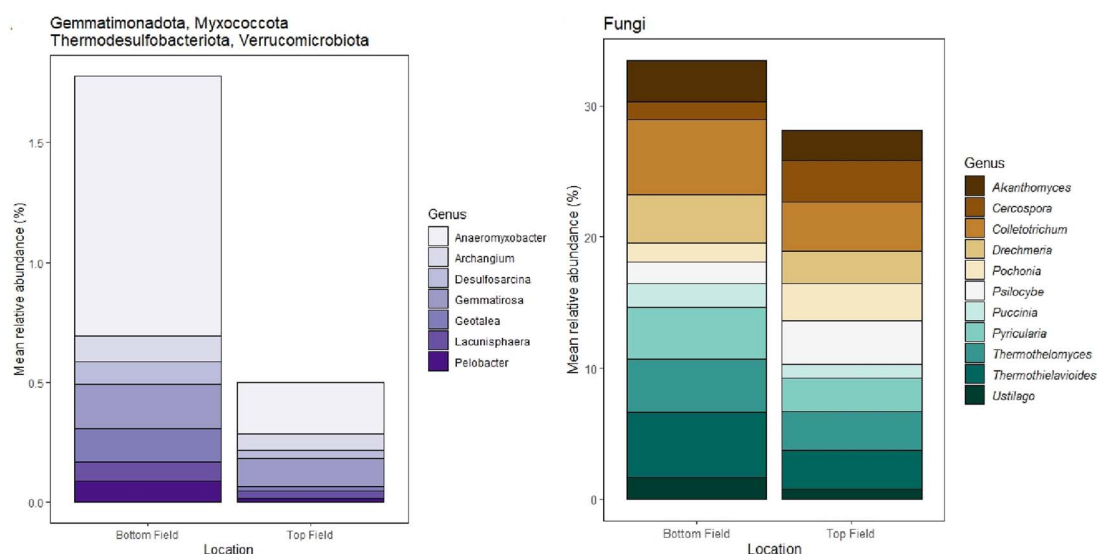 Gemmatimonadota, Myxococcota
Thermodesulfobacteriota, Verrucomicrobiota
Mean relative abundance (%)
1.5
1.0
0.5
0.0
Bottom Field
Top Field
Location
Genus
Anaeromyxobacter
Archangium
Desulfosarcina
Gemmatirosa
Geotalea
Lacunisphaera
Pelobacter
Fungi
Mean relative abundance (%)
30
20
10
0
Bottom Field
Top Field
Location
Genus
Akanthomyces
Cercospora
Colletotrichum
Drechmeria
Pochonia
Psilocybe
Puccinia
Pyricularia
Thermothelomyces
Thermothielavioides
Ustilago